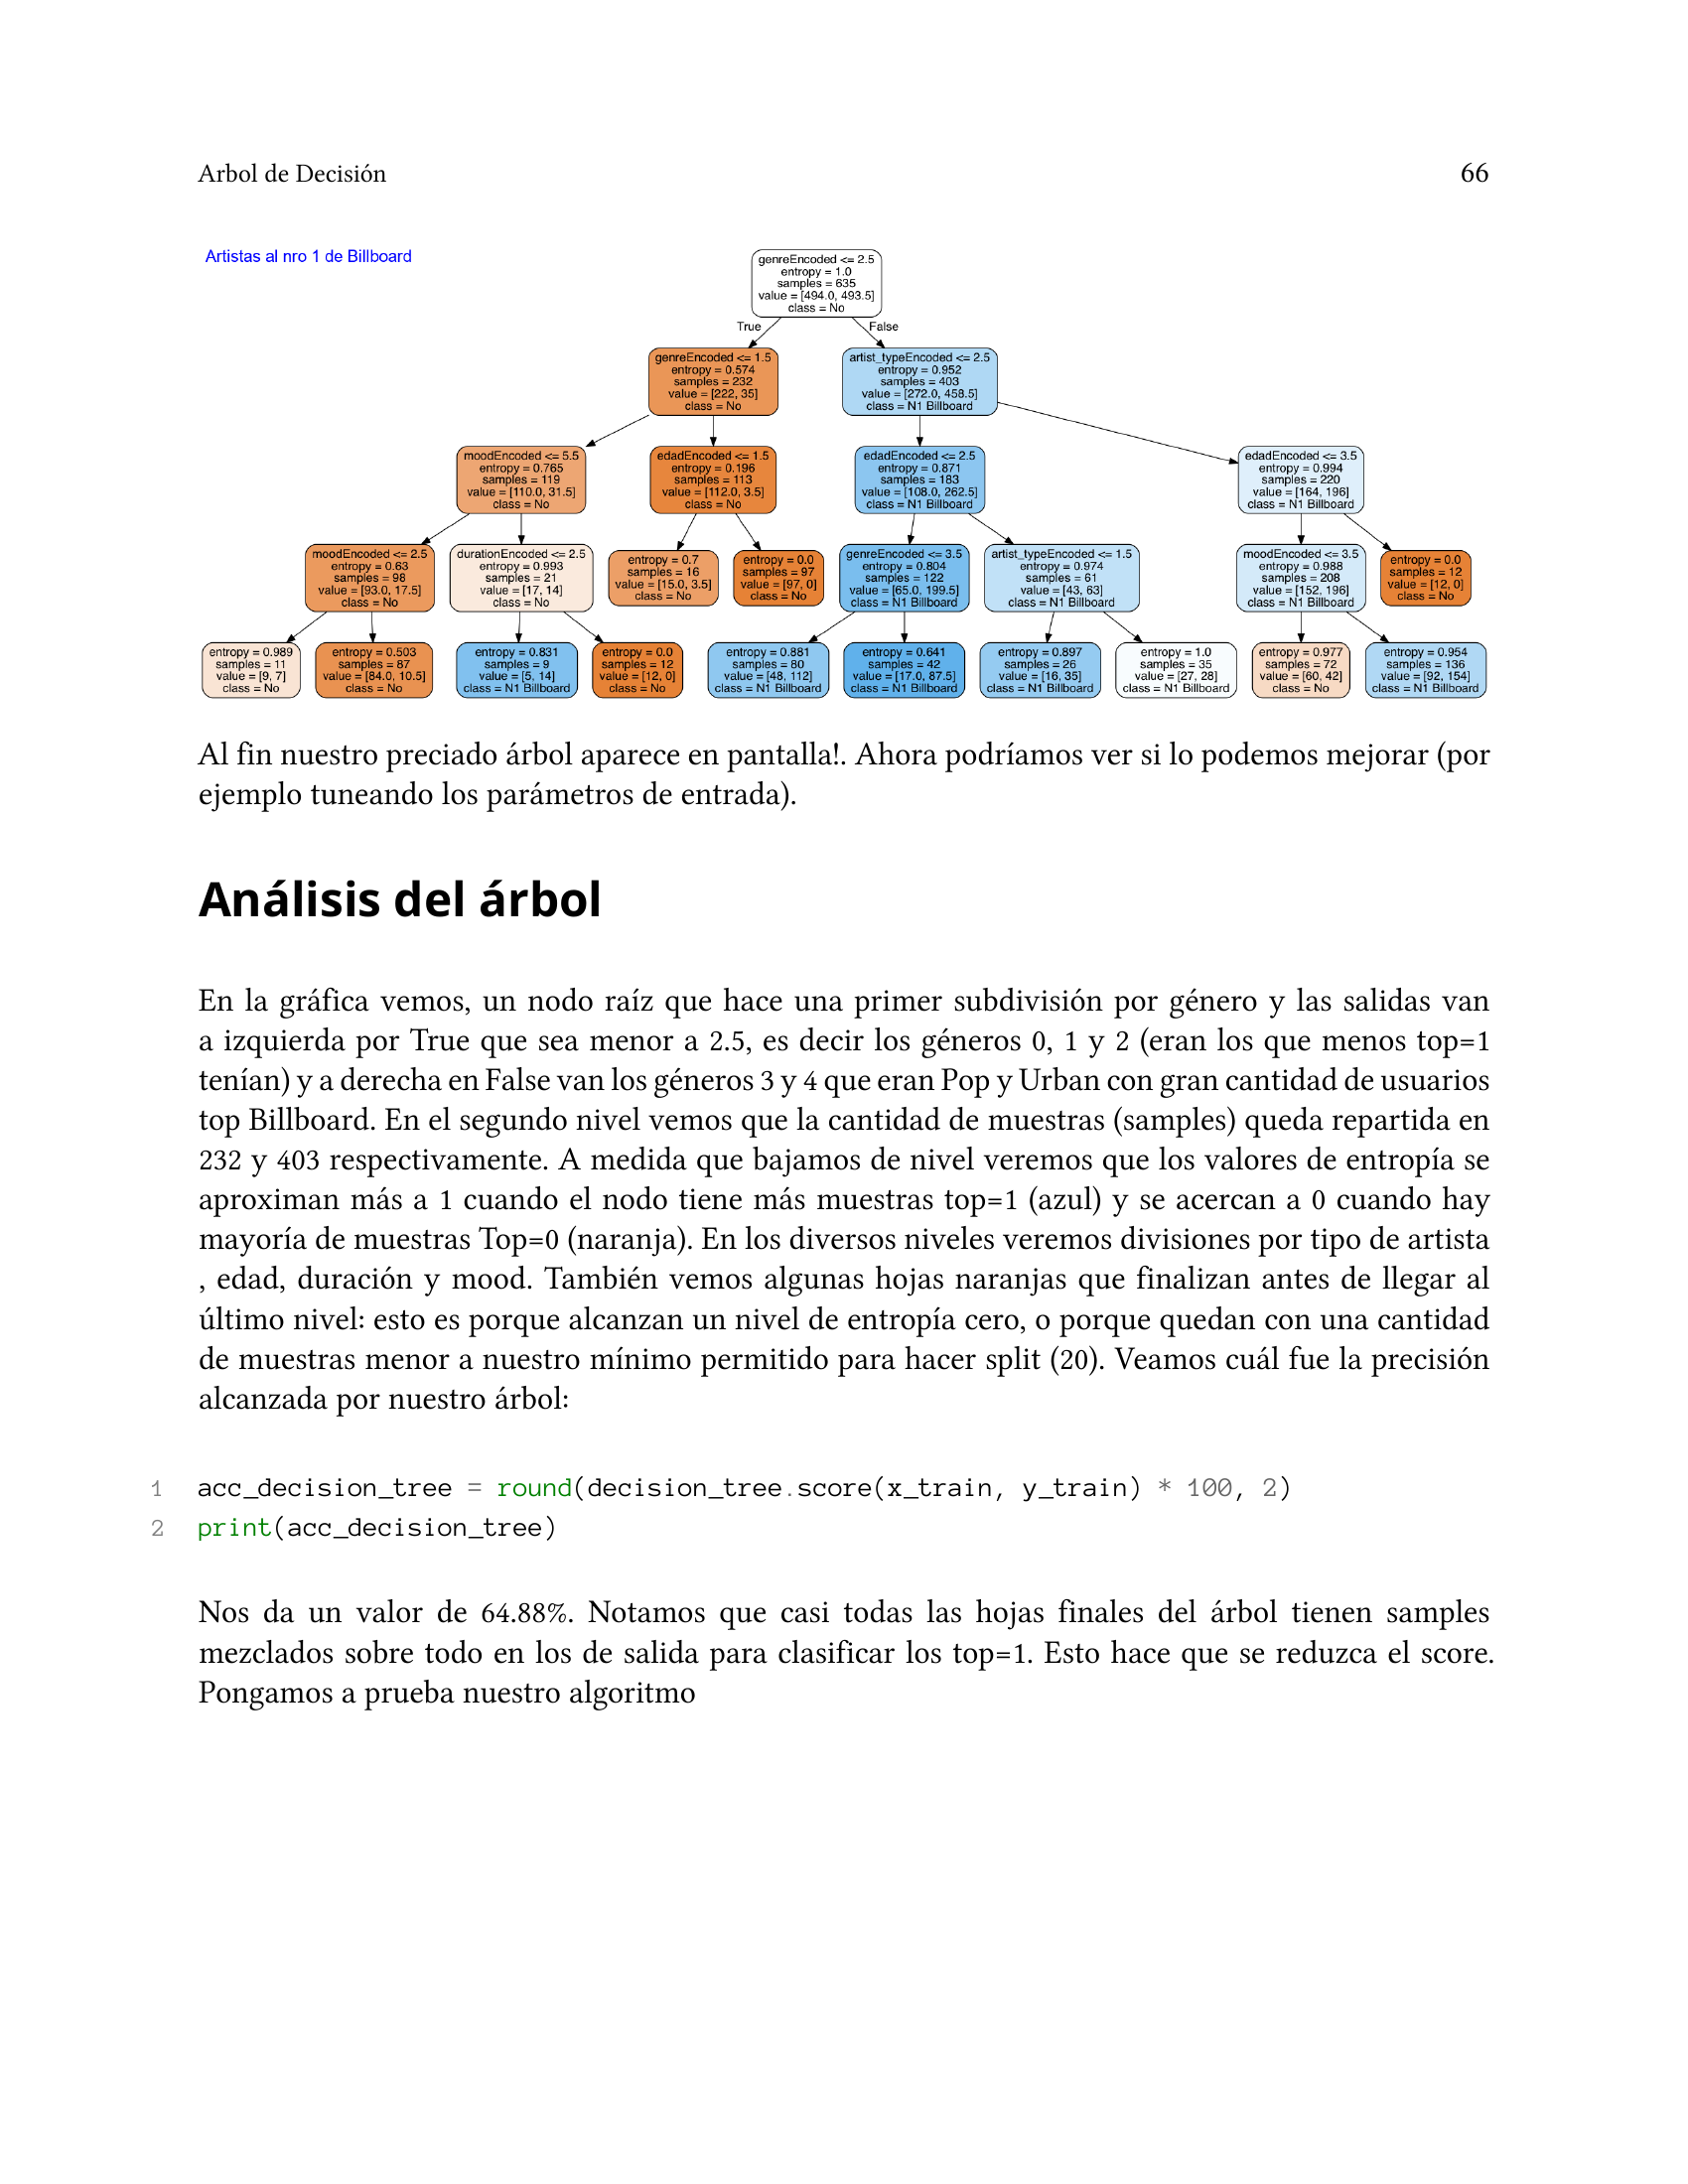 Arbol de Decisión
66
Artistas al nro 1 de Billboard
genreEncoded <= 2.5
entropy = 1.0
samples = 635
value = [494.0, 493.5]
class = No
True
False
genreEncoded <= 1.5
entropy = 0.574
samples = 232
value = [222, 35]
class = No
artist_typeEncoded <= 2.5
entropy = 0.952
samples = 403
value = [272.0, 458.5]
class = N1 Billboard
moodEncoded <= 5.5
entropy = 0.765
samples = 119
value = [110.0, 31.5]
class = No
edadEncoded <= 1.5
entropy = 0.196
samples = 113
value = [112.0, 3.5]
class = No
edadEncoded <= 2.5
entropy = 0.871
samples = 183
value = [108.0, 262.5]
class = N1 Billboard
edadEncoded <= 3.5
entropy = 0.994
samples = 220
value = [164, 196]
class = N1 Billboard
moodEncoded <= 2.5
entropy = 0.63
samples = 98
value = [93.0, 17.5]
class = No
durationEncoded <= 2.5
entropy = 0.993
samples = 21
value = [17, 14]
class = No
entropy = 0.7
samples = 16
value = [15.0, 3.5]
class = No
entropy = 0.0
samples = 97
value = [97, 0]
class = No
genreEncoded <= 3.5
entropy = 0.804
samples = 122
value = [65.0, 199.5]
class = N1 Billboard
artist_typeEncoded <= 1.5
entropy = 0.974
samples = 61
value = [43, 63]
class = N1 Billboard
moodEncoded <= 3.5
entropy = 0.988
samples = 208
value = [152, 196]
class = N1 Billboard
entropy = 0.0
samples = 12
value = [12, 0]
class = No
entropy = 0.989
samples = 11
value = [9, 7]
class = No
entropy = 0.503
samples = 87
value = [84.0, 10.5]
class = No
entropy = 0.831
samples = 9
value = [5, 14]
class = N1 Billboard
entropy = 0.0
samples = 12
value = [12, 0]
class = No
entropy = 0.881
samples = 80
value = [48, 112]
class = N1 Billboard
entropy = 0.641
samples = 42
value = [17.0, 87.5]
class = N1 Billboard
entropy = 0.897
samples = 26
value = [16, 35]
class = N1 Billboard
entropy = 1.0
samples = 35
value = [27, 28]
class = N1 Billboard
entropy = 0.977
samples = 72
value = [60, 42]
class = No
entropy = 0.954
samples = 136
value = [92, 154]
class = N1 Billboard
Al fin nuestro preciado árbol aparece en pantalla!. Ahora podríamos ver si lo podemos mejorar (por
ejemplo tuneando los parámetros de entrada).
Análisis del árbol
En la gráfica vemos, un nodo raíz que hace una primer subdivisión por género y las salidas van
a izquierda por True que sea menor a 2.5, es decir los géneros 0, 1 y 2 (eran los que menos top=1
tenían) y a derecha en False van los géneros 3 y 4 que eran Pop y Urban con gran cantidad de usuarios
top Billboard. En el segundo nivel vemos que la cantidad de muestras (samples) queda repartida en
232 y 403 respectivamente. A medida que bajamos de nivel veremos que los valores de entropía se
aproximan más a 1 cuando el nodo tiene más muestras top=1 (azul) y se acercan a 0 cuando hay
mayoría de muestras Top=0 (naranja). En los diversos niveles veremos divisiones por tipo de artista
, edad, duración y mood. También vemos algunas hojas naranjas que finalizan antes de llegar al
último nivel: esto es porque alcanzan un nivel de entropía cero, o porque quedan con una cantidad
de muestras menor a nuestro mínimo permitido para hacer split (20). Veamos cuál fue la precisión
alcanzada por nuestro árbol:
1 acc_decision_tree = round(decision_tree.score(x_train, y_train) * 100, 2)
2 print(acc_decision_tree)
Nos da un valor de 64.88%. Notamos que casi todas las hojas finales del árbol tienen samples
mezclados sobre todo en los de salida para clasificar los top=1. Esto hace que se reduzca el score.
Pongamos a prueba nuestro algoritmo